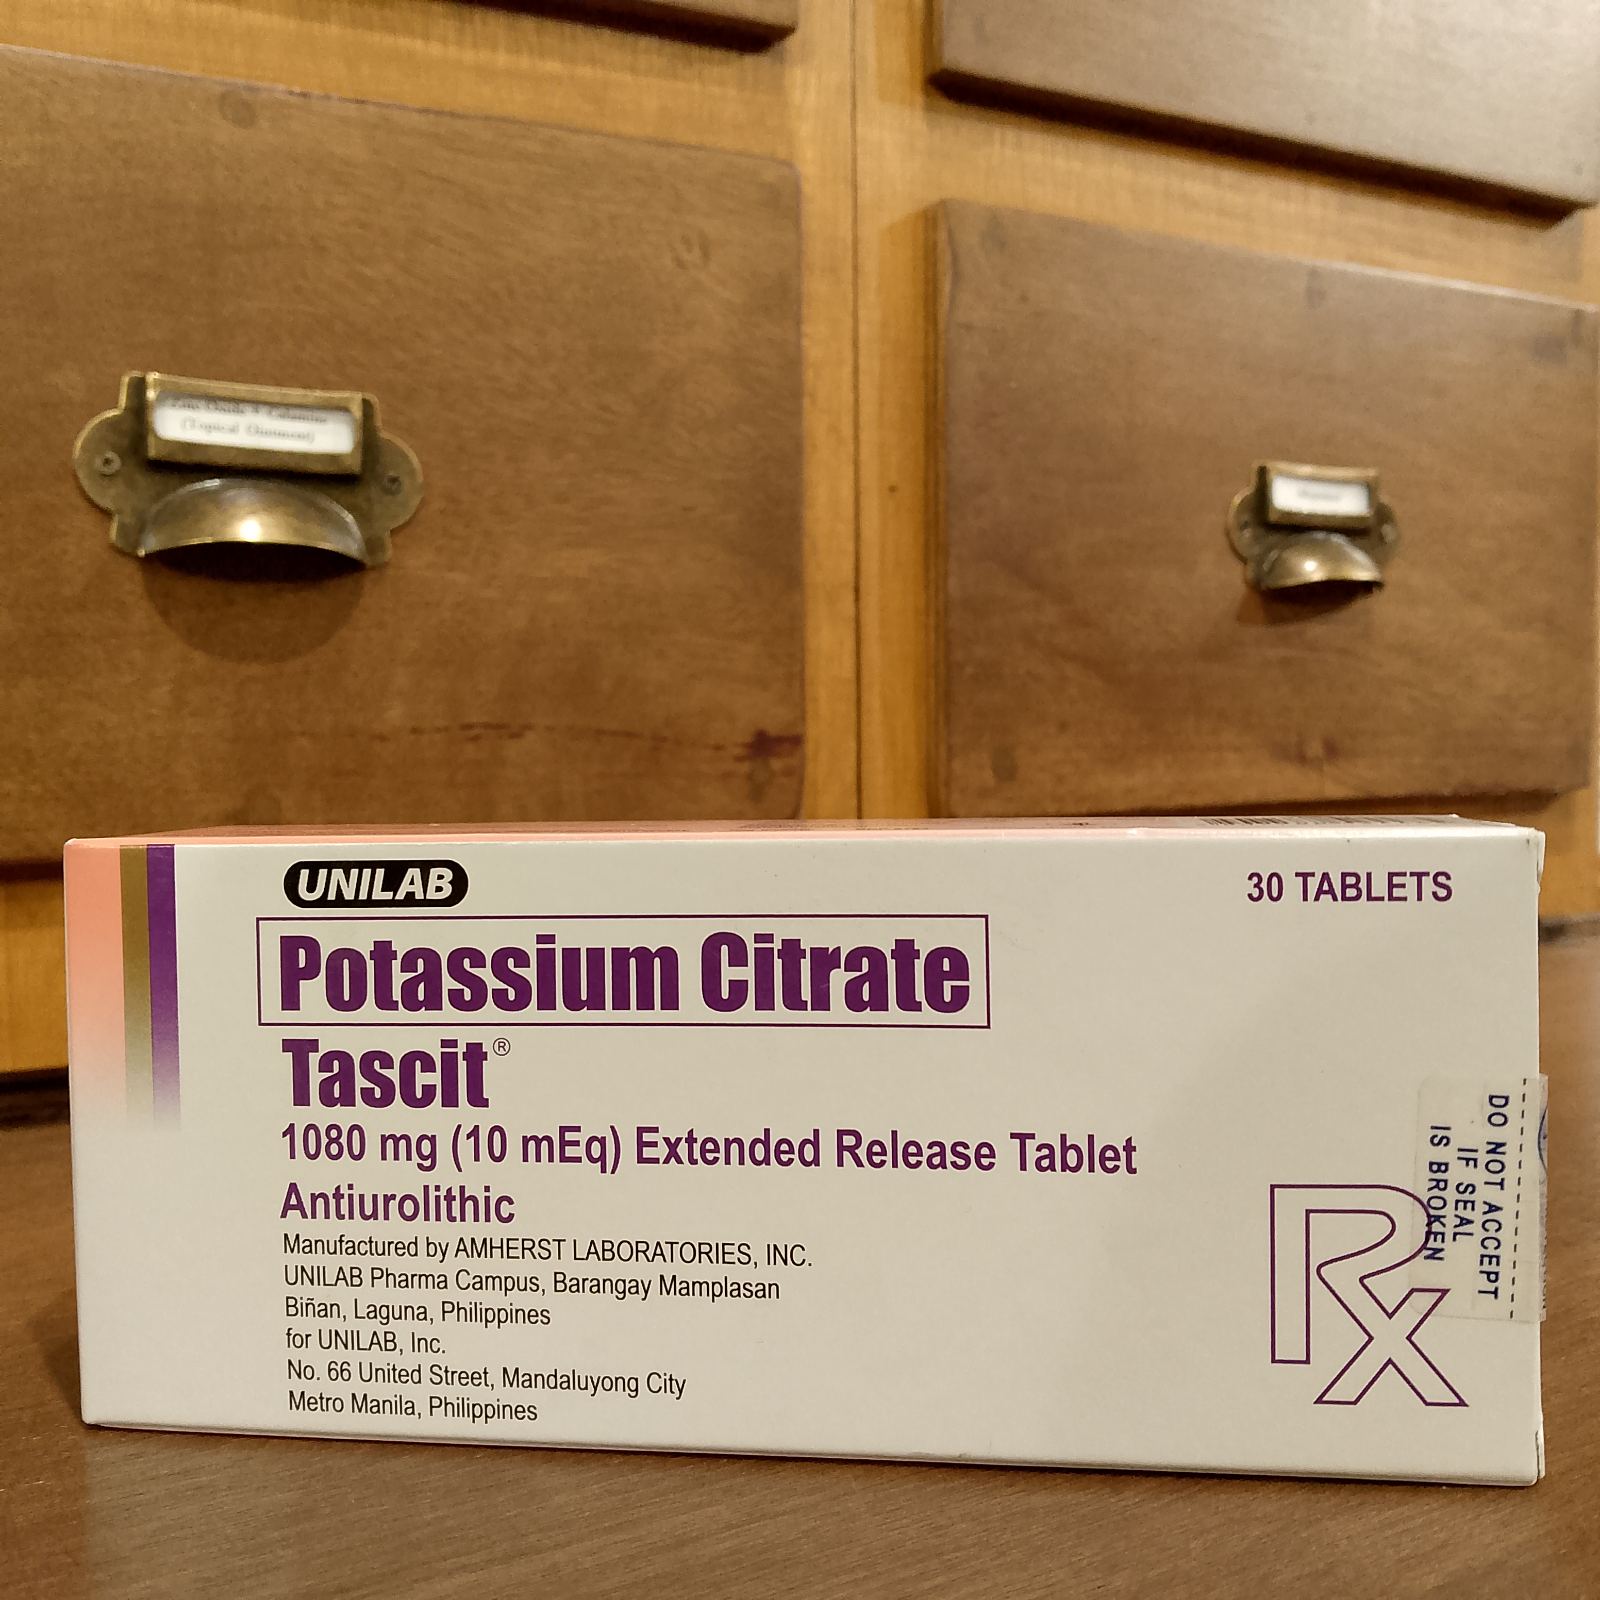 (Topical Ointment)
UNILAB
30 TABLETS
Potassium Citrate
Tascit®
1080 mg (10 mEq) Extended Release Tablet
Antiurolithic
Manufactured by AMHERST LABORATORIES, INC.
UNILAB Pharma Campus, Barangay Mamplasan
Biñan, Laguna, Philippines
for UNILAB, Inc.
No. 66 United Street, Mandaluyong City
Metro Manila, Philippines
Rx
DO NOT ACCEPT
IF SEAL
IS BROKEN